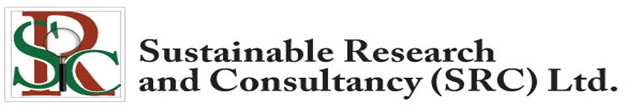 SRC
Sustainable Research
and Consultancy (SRC) Ltd.